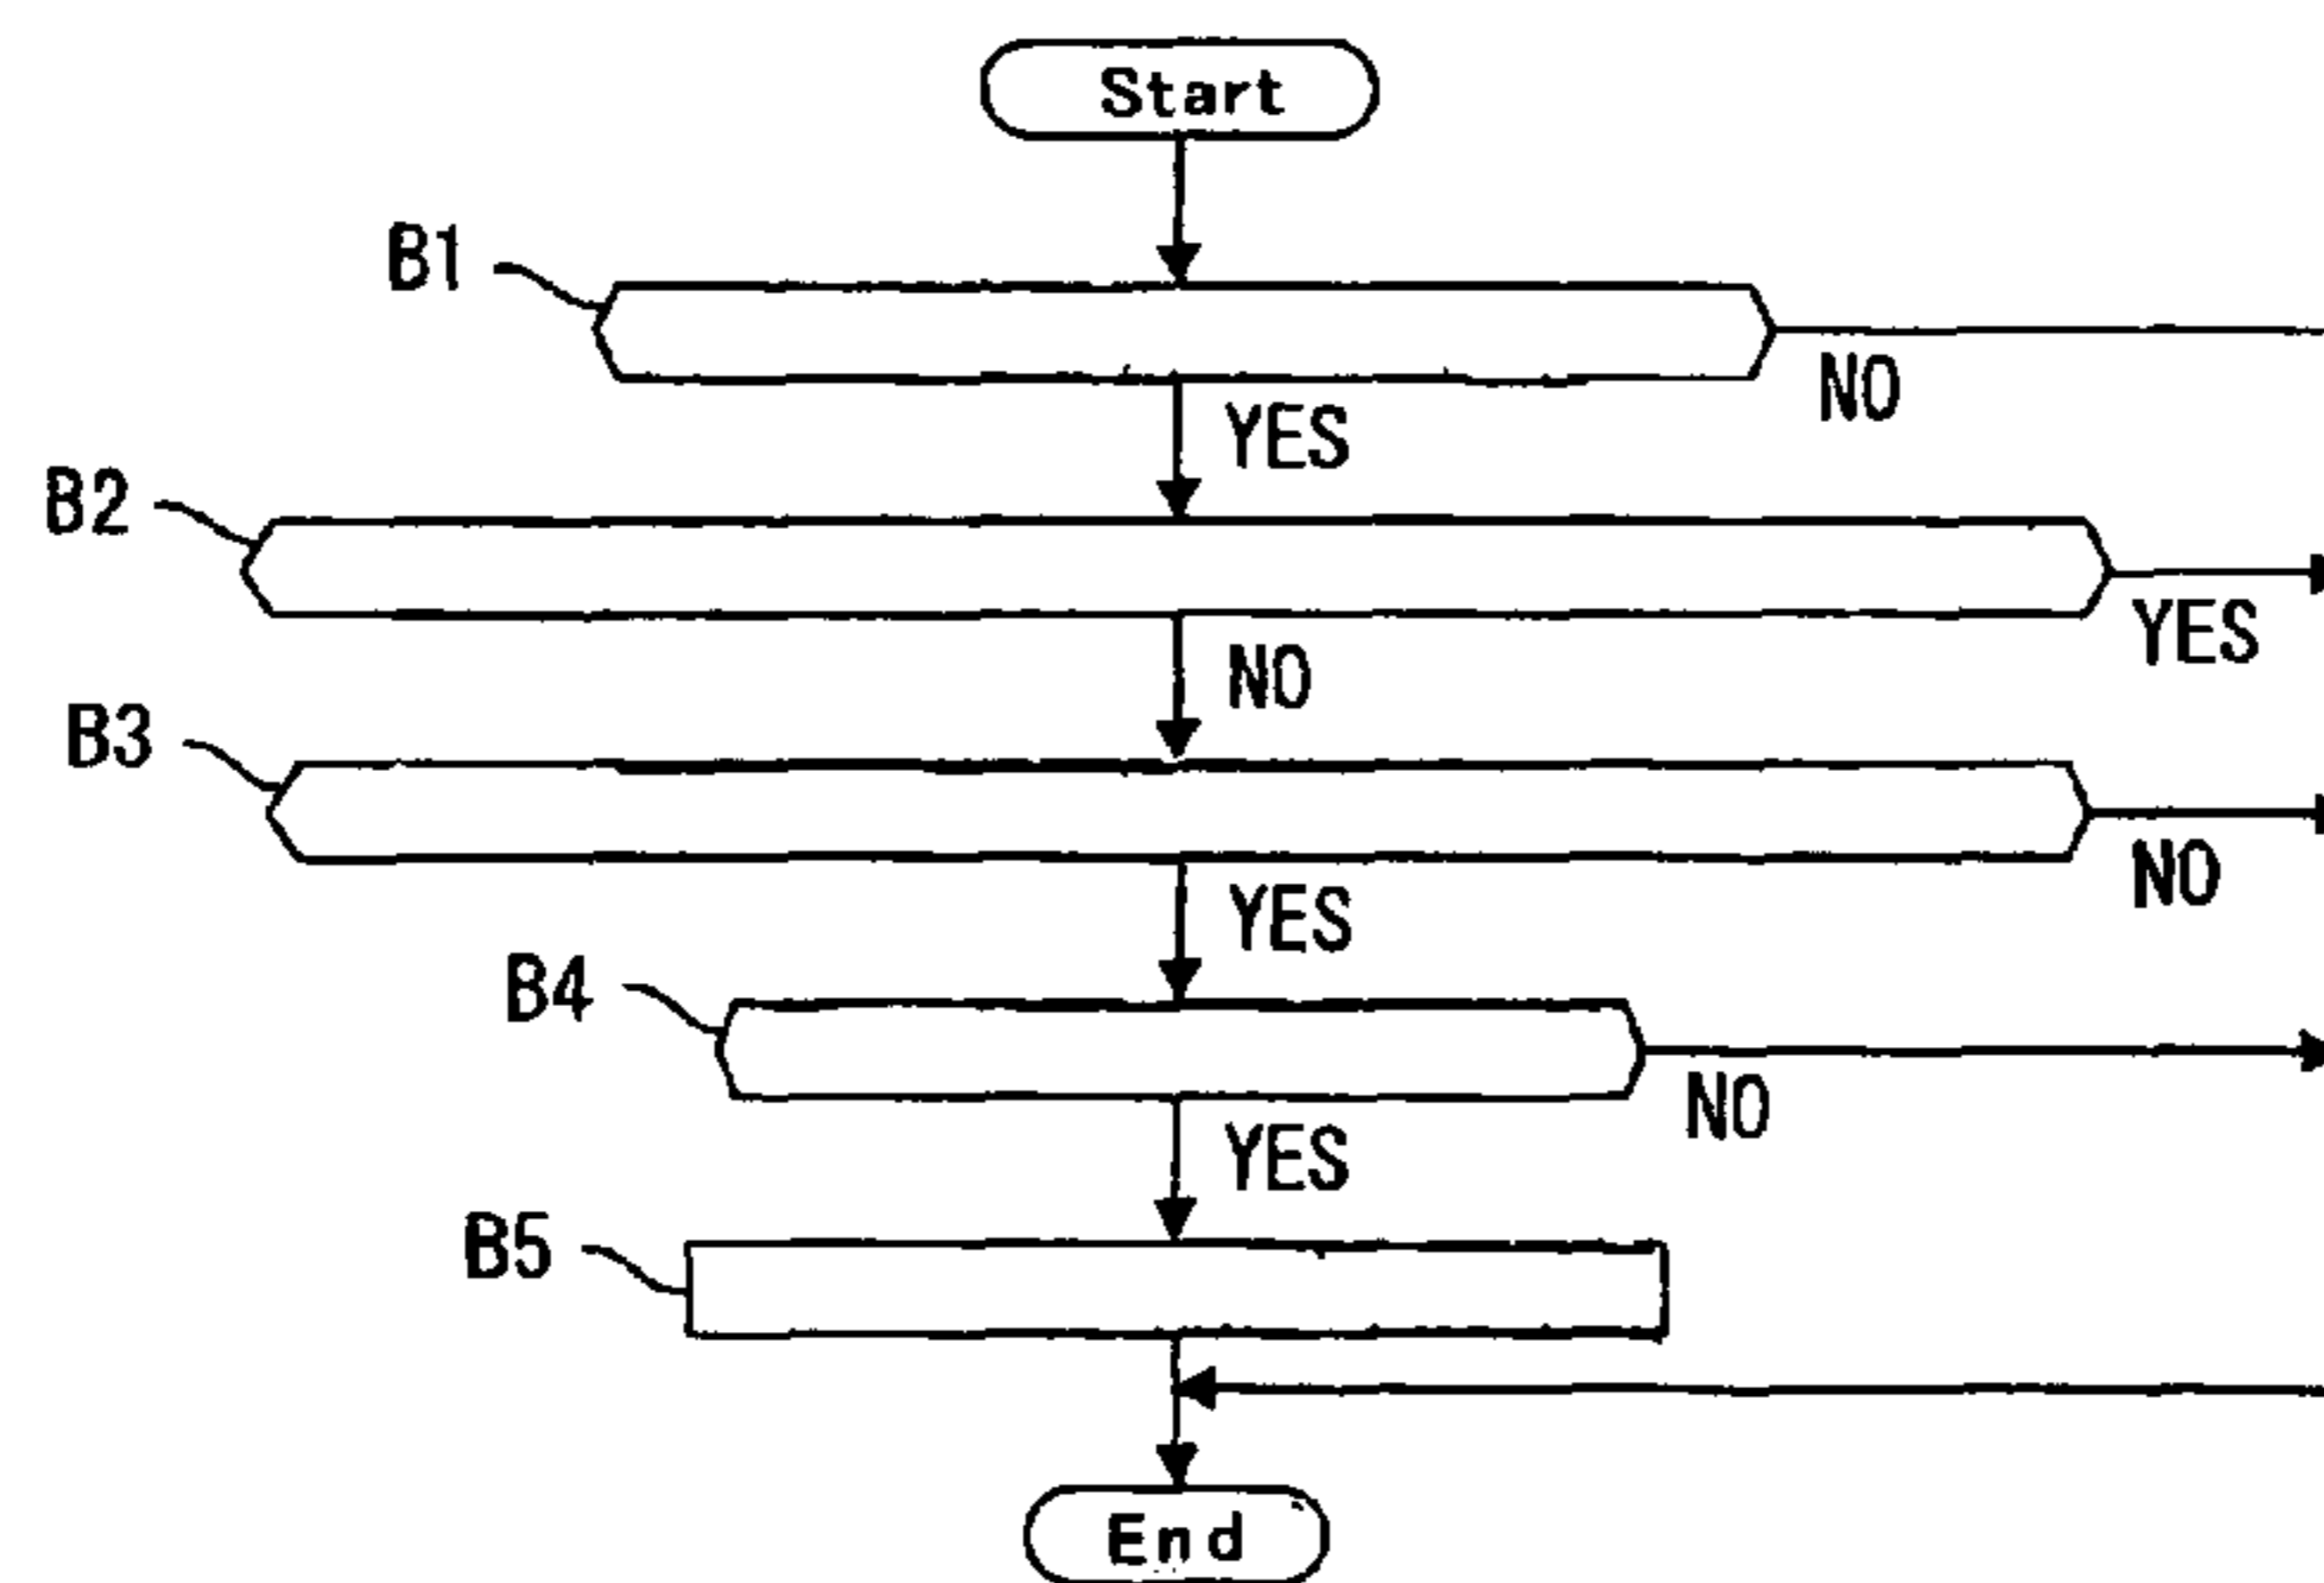 Start
B1
NO
YES
B2
YES
NO
B3
NO
YES
B4
NO
YES
B5
End